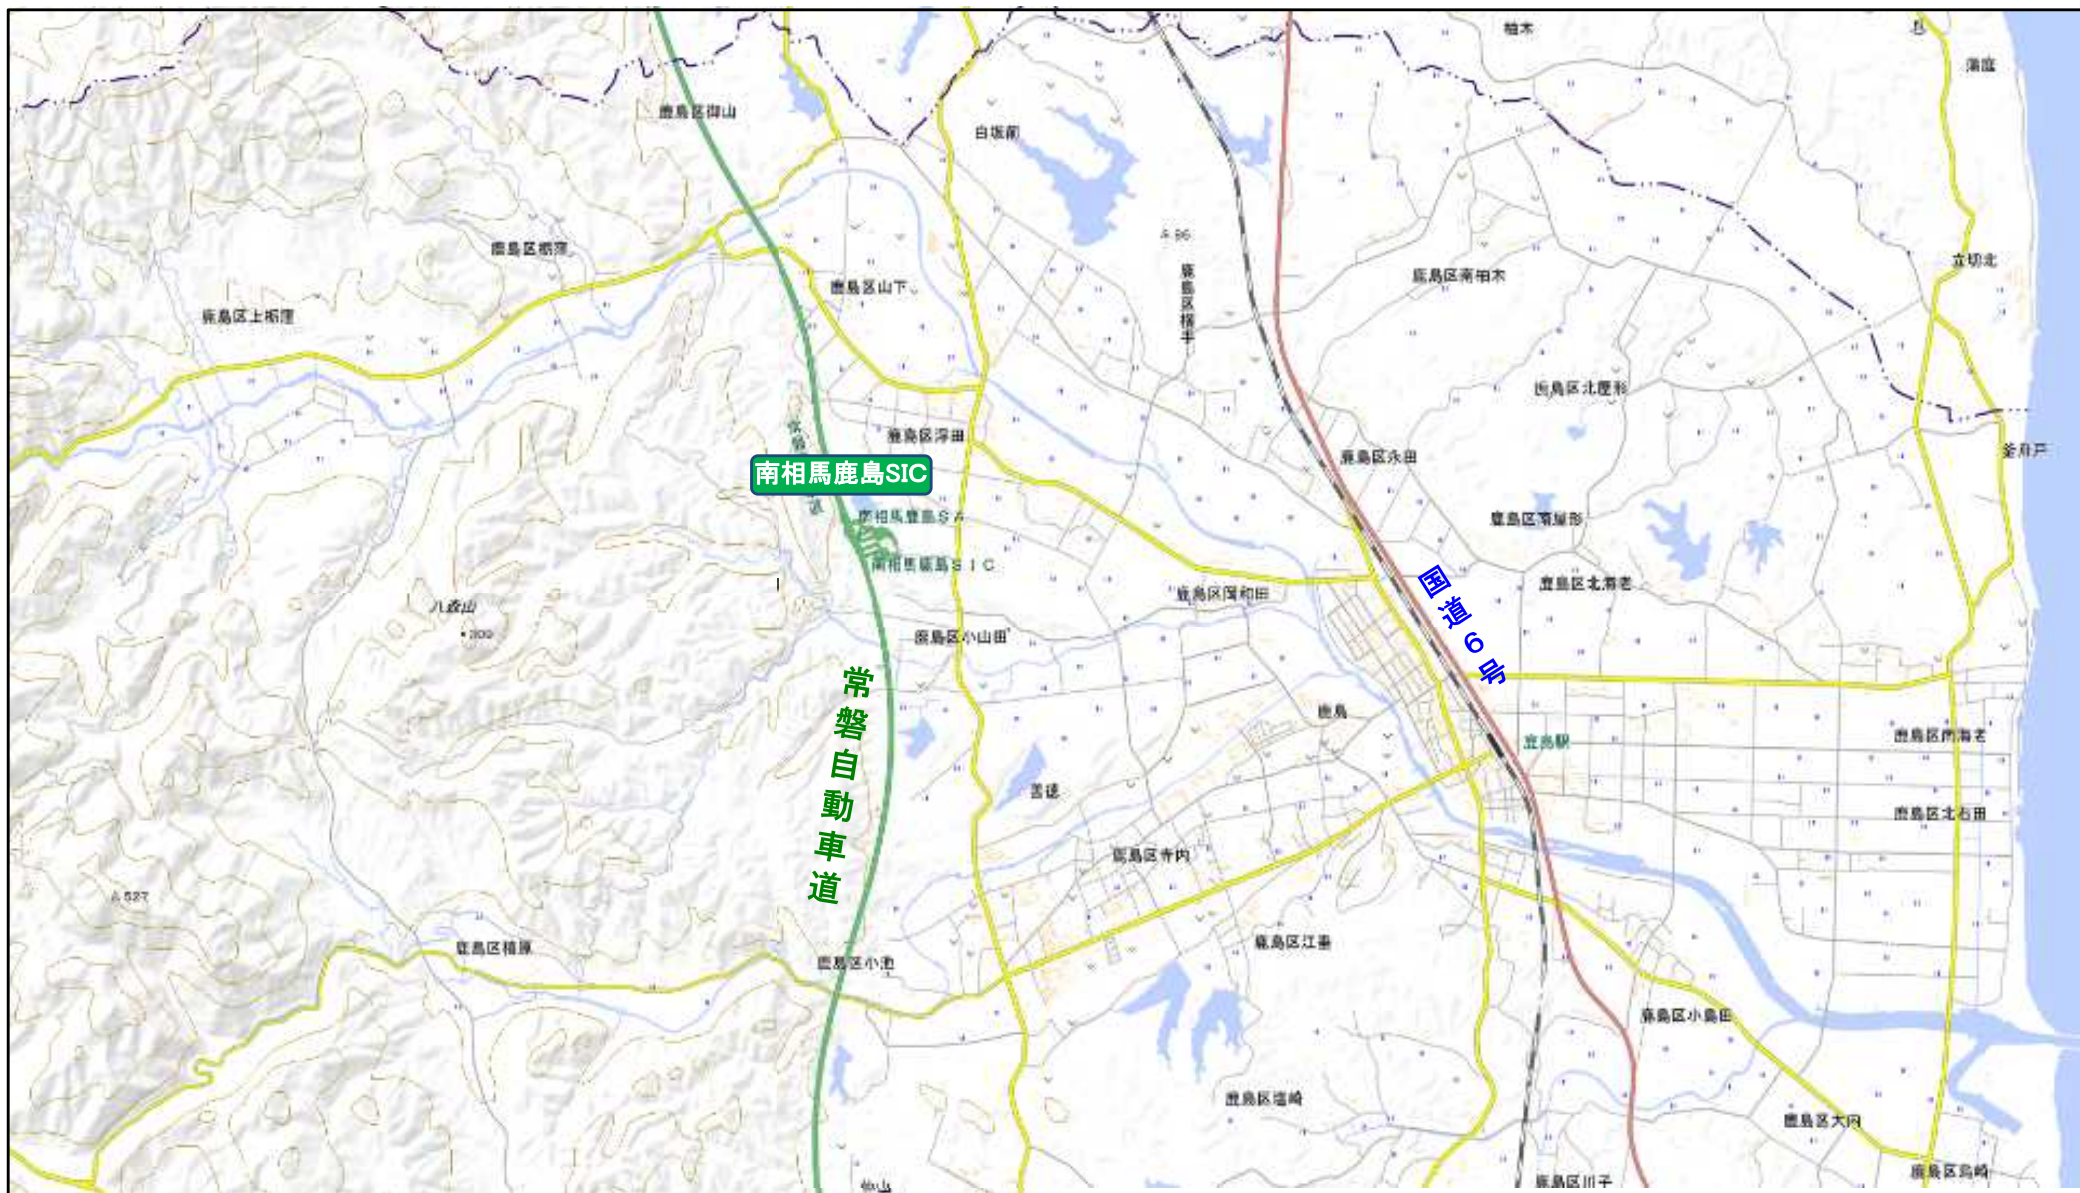 柚木
鹿島区御山
白坂前
立切北
鹿島区栃窪
鹿島区山下
鹿島区横手
鹿島区南柚木
鹿島区上栃窪
鹿島区北屋形
鹿島区浮田
鹿島区永田
南相馬鹿島SIC
南相馬鹿島SA
南相馬鹿島SIC
鹿島区南屋形
国道6号
鹿島区北海老
鹿島区岡和田
八森山
鹿島区小山田
常磐自動車道
鹿島
鹿島駅
鹿島区南海老
鹿島区北右田
鹿島区寺内
527
鹿島区橲原
鹿島区小池
鹿島区江垂
鹿島区小島田
鹿島区塩崎
鹿島区大内
鹿島区烏崎
鹿島区川子